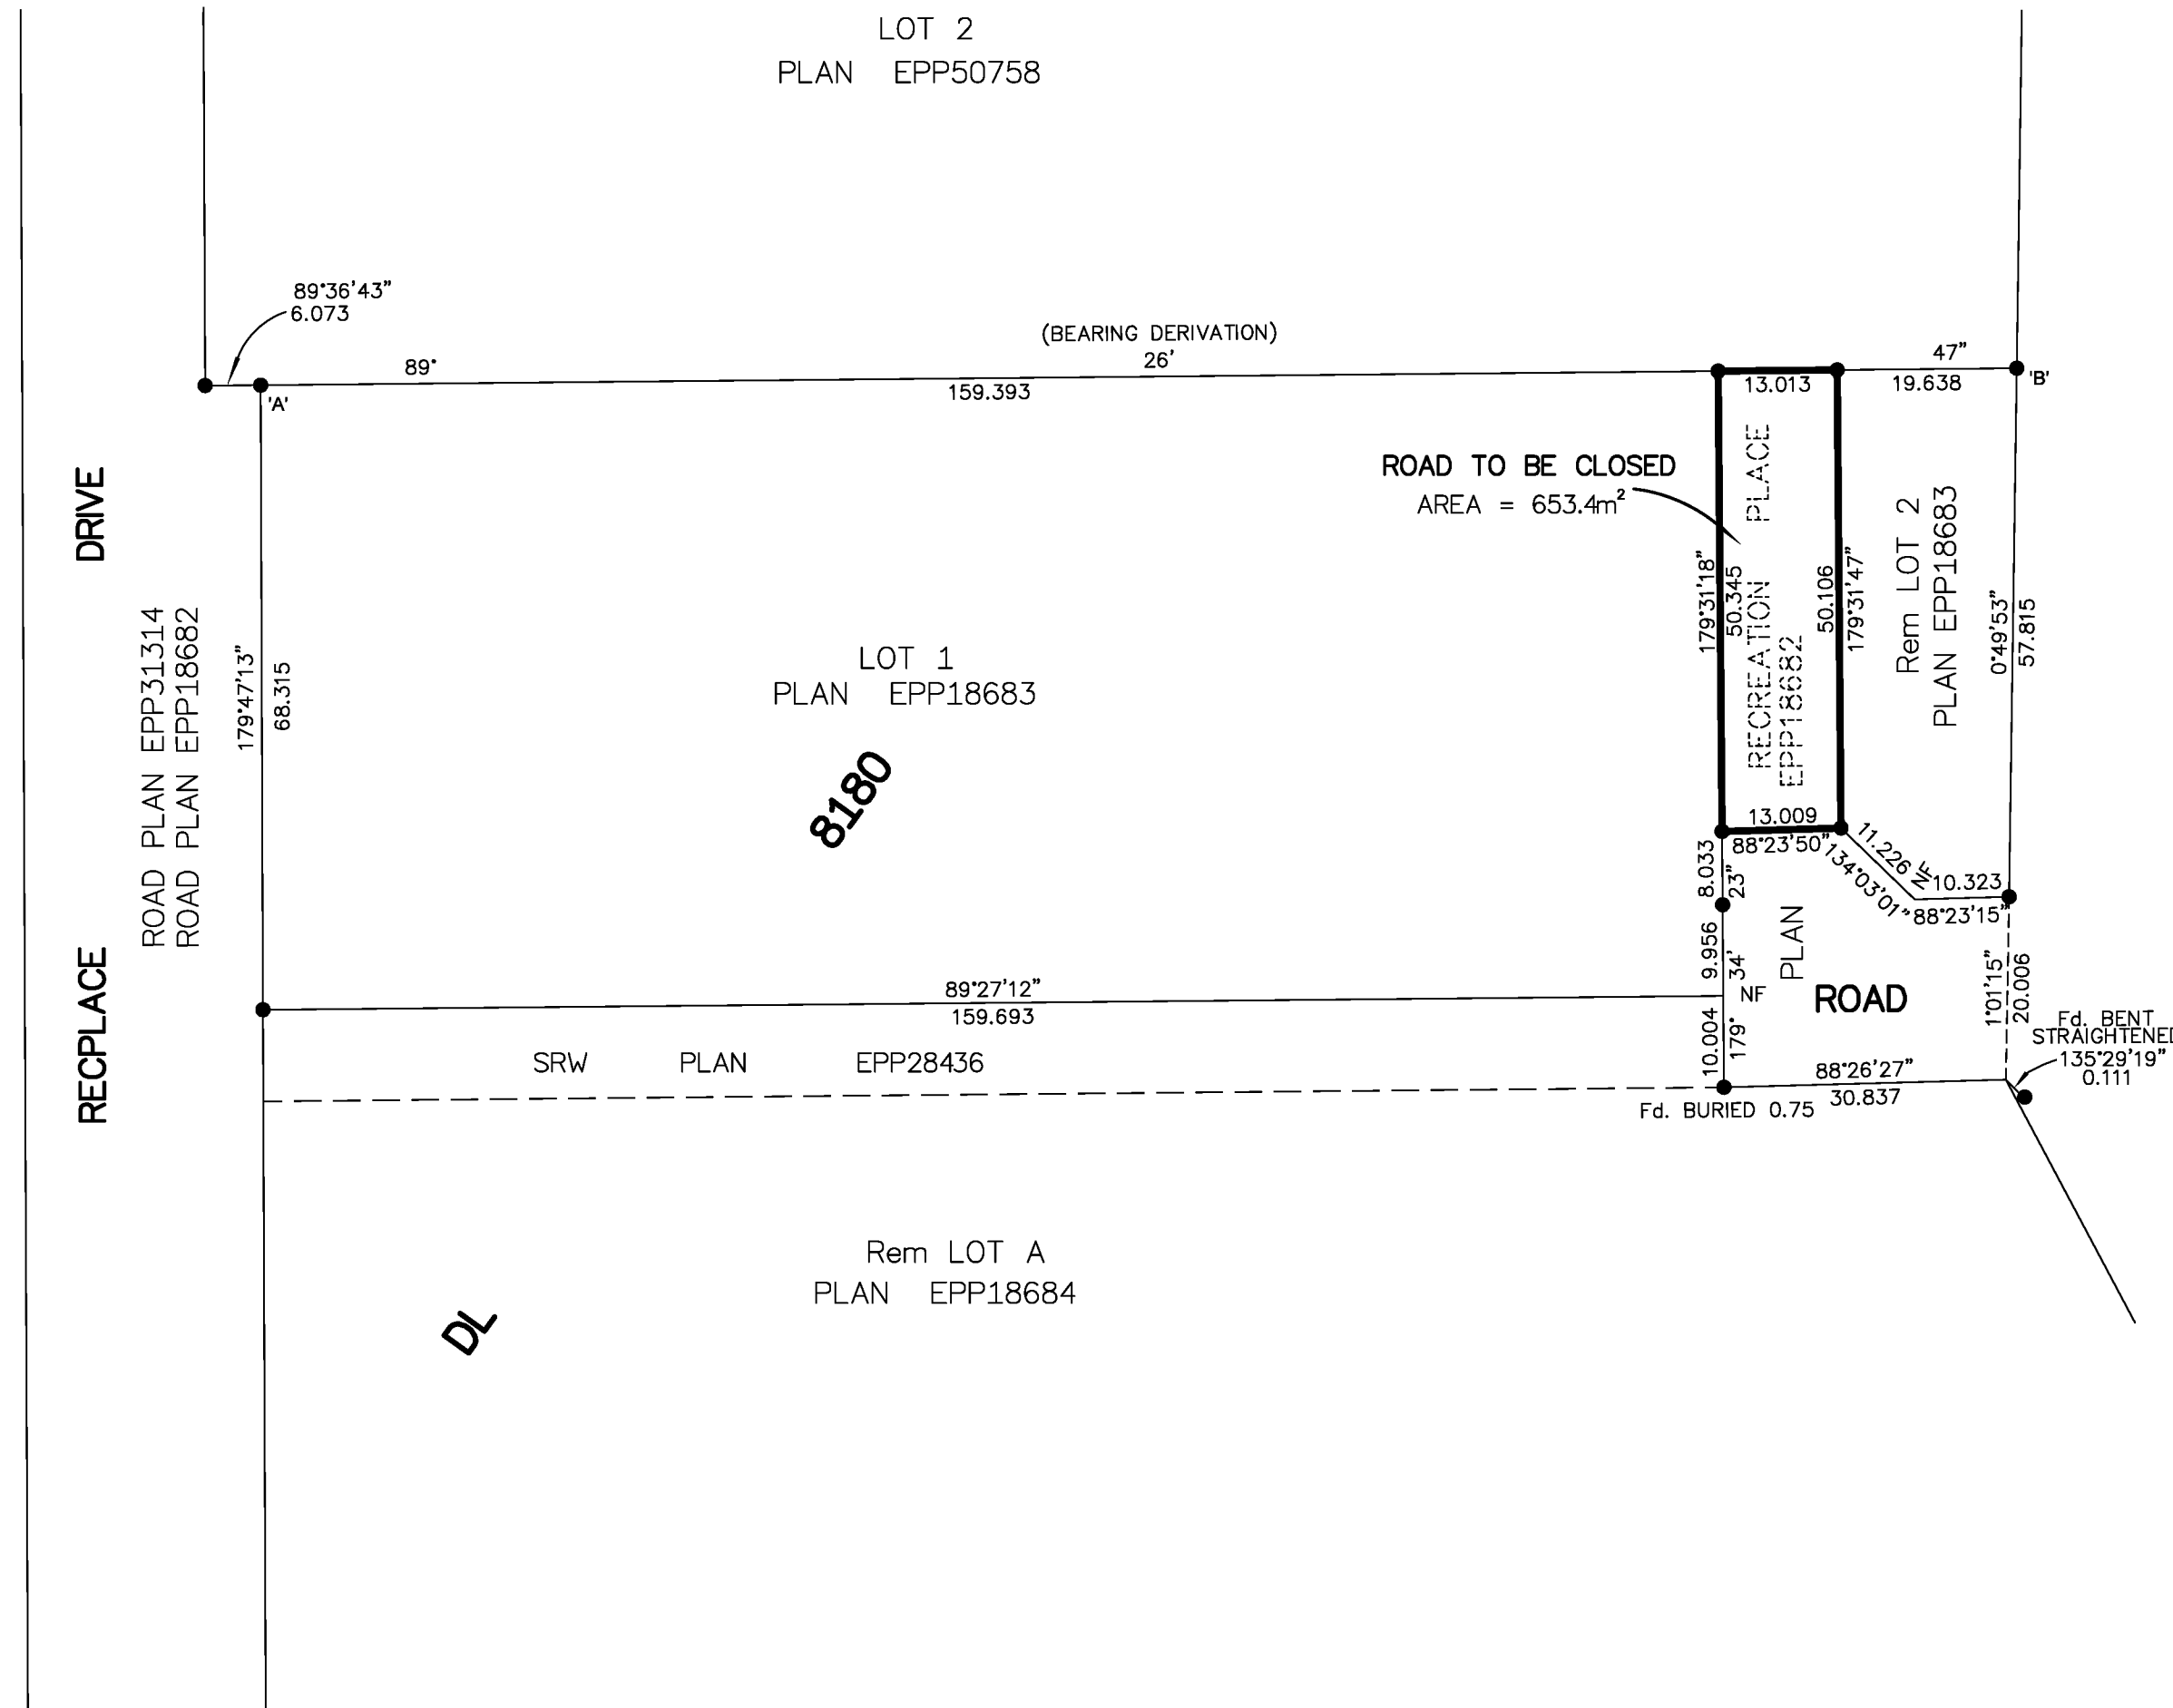 LOT 2
PLAN EPP50758
89°36'43"
6.073
(BEARING DERIVATION)
89°
26'
47"
159.393
13.013
19.638
'A'
'B'
ROAD TO BE CLOSED
AREA = 653.4m²
RECREATION PLACE
EPP18682
179°31'18"
50.345
50.106
179°31'47"
Rem LOT 2
PLAN EPP18683
0°49'53"
57.815
RECPLACE DRIVE
ROAD PLAN EPP31314
ROAD PLAN EPP18682
179°47'13"
68.315
LOT 1
PLAN EPP18683
8180
13.009
88°23'50"
11.226
NF
134°03'01"
10.323
88°23'15"
8.033
23"
9.956
34'
PLAN
ROAD
NF
10.004
179°
89°27'12"
159.693
1°01'15"
20.006
Fd. BENT
STRAIGHTENED
135°29'19"
0.111
SRW PLAN EPP28436
88°26'27"
30.837
Fd. BURIED 0.75
Rem LOT A
PLAN EPP18684
DL